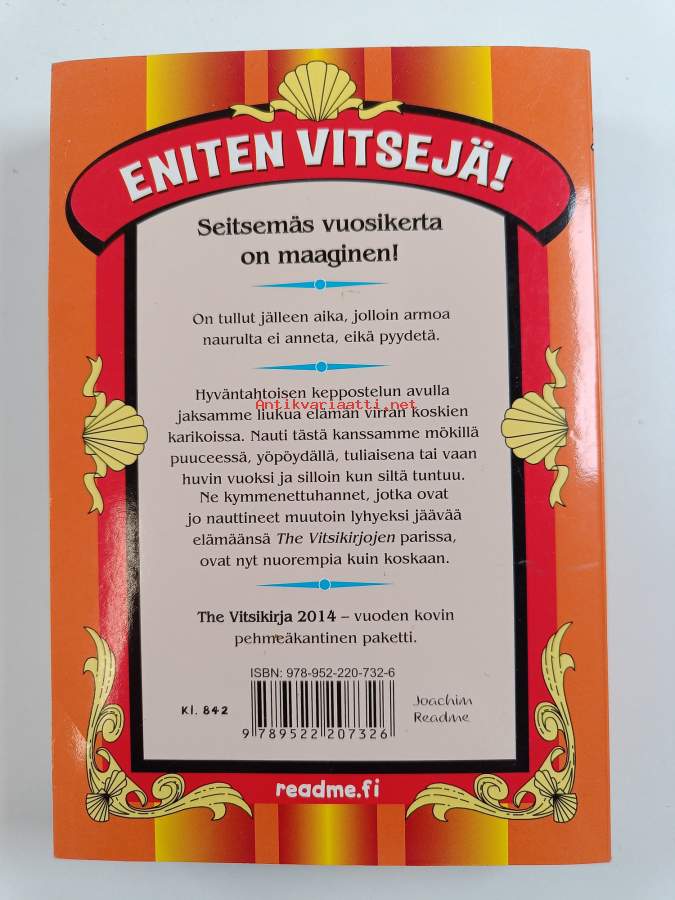 ENITEN VITSEJÄ!
Seitsemäs vuosikerta
on maaginen!
On tullut jälleen aika, jolloin armoa
naurulta ei anneta, eikä pyydetä.
Hyväntahtoisen keppostelun avulla
Antikvariaatti.net
jaksamme liukua elämän virran koskien
karikoissa. Nauti tästä kanssamme mökillä
puuceessä, yöpöydällä, tuliaisena tai vaan
huvin vuoksi ja silloin kun siltä tuntuu.
Ne kymmenettuhannet, jotka ovat
jo nauttineet muutoin lyhyeksi jäävää
elämäänsä The Vitsikirjojen parissa,
ovat nyt nuorempia kuin koskaan.
The Vitsikirja 2014 – vuoden kovin
pehmeäkantinen paketti.
ISBN: 978-952-220-732-6
Kl. 842
Joachim
Readme
9 789522 207326
readme.fi